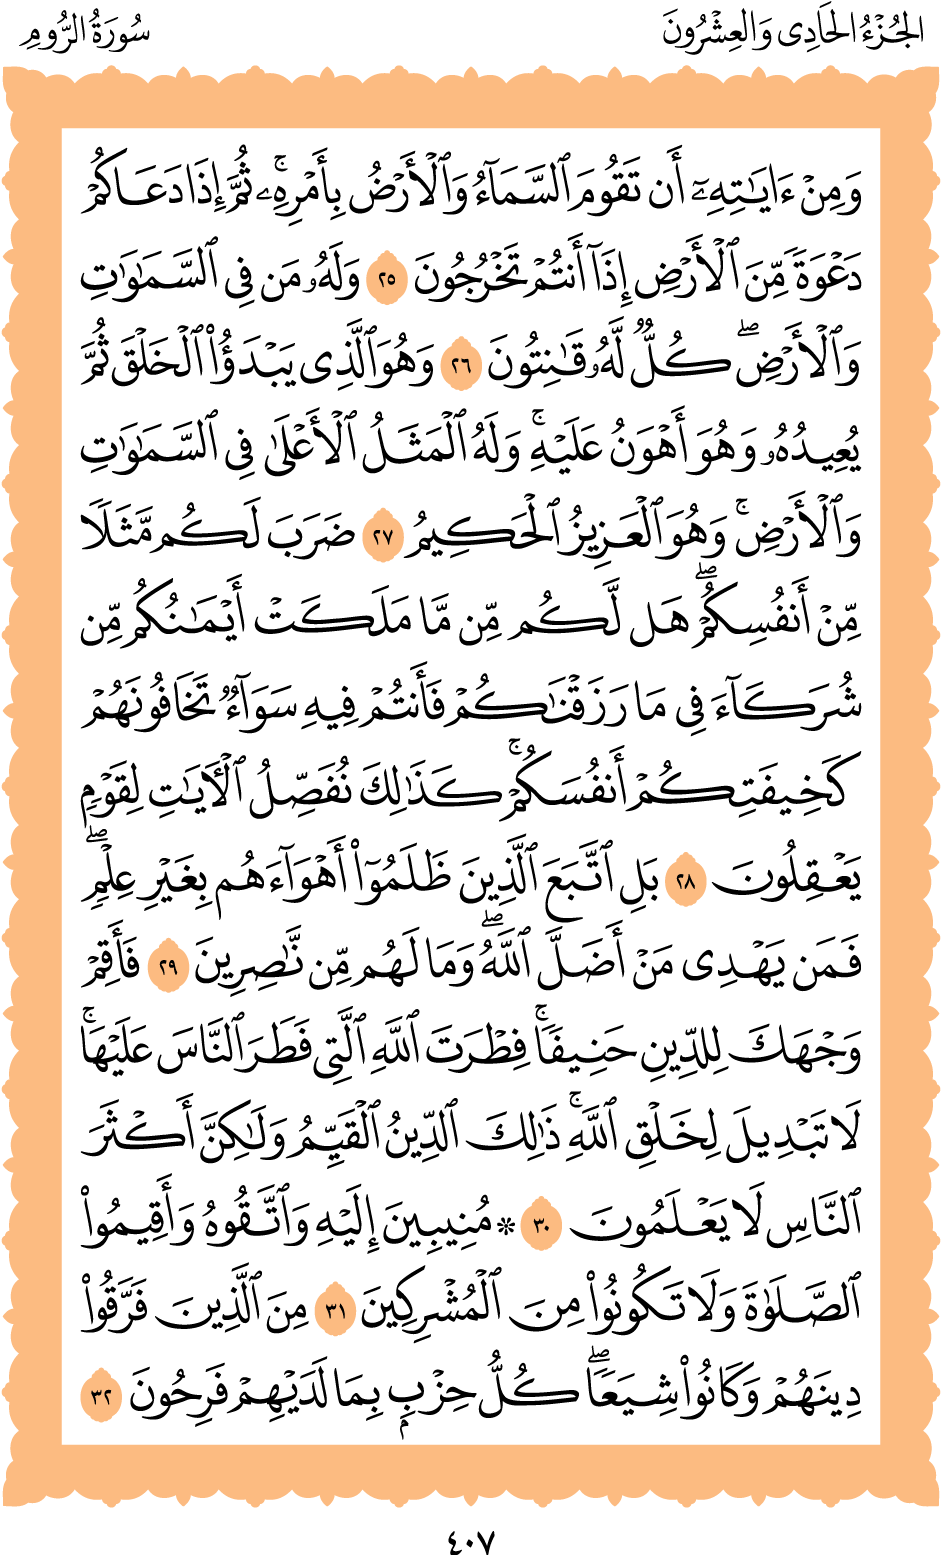 الجُزْءُ الحَادِى وَالعِشْرُونَ
سُورَةُ الرُّومِ
وَمِنْ ءَايَٰتِهِۦٓ أَن تَقُومَ ٱلسَّمَآءُ وَٱلْأَرْضُ بِأَمْرِهِۦۚ ثُمَّ إِذَا دَعَاكُمْ
دَعْوَةً مِّنَ ٱلْأَرْضِ إِذَآ أَنتُمْ تَخْرُجُونَ ٢٥ وَلَهُۥ مَن فِى ٱلسَّمَٰوَٰتِ
وَٱلْأَرْضِۖ كُلٌّ لَّهُۥ قَٰنِتُونَ ٢٦ وَهُوَ ٱلَّذِى يَبْدَؤُا۟ ٱلْخَلْقَ ثُمَّ
يُعِيدُهُۥ وَهُوَ أَهْوَنُ عَلَيْهِۚ وَلَهُ ٱلْمَثَلُ ٱلْأَعْلَىٰ فِى ٱلسَّمَٰوَٰتِ
وَٱلْأَرْضِۚ وَهُوَ ٱلْعَزِيزُ ٱلْحَكِيمُ ٢٧ ضَرَبَ لَكُم مَّثَلًا
مِّنْ أَنفُسِكُمْۖ هَل لَّكُم مِّن مَّا مَلَكَتْ أَيْمَٰنُكُم مِّن
شُرَكَآءَ فِى مَا رَزَقْنَٰكُمْ فَأَنتُمْ فِيهِ سَوَآءٌ تَخَافُونَهُمْ
كَخِيفَتِكُمْ أَنفُسَكُمْۚ كَذَٰلِكَ نُفَصِّلُ ٱلْءَايَٰتِ لِقَوْمٍ
يَعْقِلُونَ ٢٨ بَلِ ٱتَّبَعَ ٱلَّذِينَ ظَلَمُوٓا۟ أَهْوَآءَهُم بِغَيْرِ عِلْمٍۖ
فَمَن يَهْدِى مَنْ أَضَلَّ ٱللَّهُۖ وَمَا لَهُم مِّن نَّٰصِرِينَ ٢٩ فَأَقِمْ
وَجْهَكَ لِلدِّينِ حَنِيفًاۚ فِطْرَتَ ٱللَّهِ ٱلَّتِى فَطَرَ ٱلنَّاسَ عَلَيْهَاۚ
لَا تَبْدِيلَ لِخَلْقِ ٱللَّهِۚ ذَٰلِكَ ٱلدِّينُ ٱلْقَيِّمُ وَلَٰكِنَّ أَكْثَرَ
ٱلنَّاسِ لَا يَعْلَمُونَ ٣٠ ۞ مُنِيبِينَ إِلَيْهِ وَٱتَّقُوهُ وَأَقِيمُوا۟
ٱلصَّلَوٰةَ وَلَا تَكُونُوا۟ مِنَ ٱلْمُشْرِكِينَ ٣١ مِنَ ٱلَّذِينَ فَرَّقُوا۟
دِينَهُمْ وَكَانُوا۟ شِيَعًاۖ كُلُّ حِزْبٍۭ بِمَا لَدَيْهِمْ فَرِحُونَ ٣٢
٤٠٧